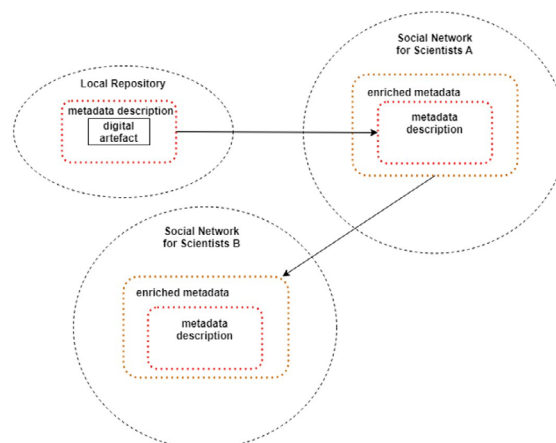 Social Network
for Scientists A
Local Repository
metadata description
digital
artefact
enriched metadata
metadata
description
Social Network
for Scientists B
enriched metadata
metadata
description